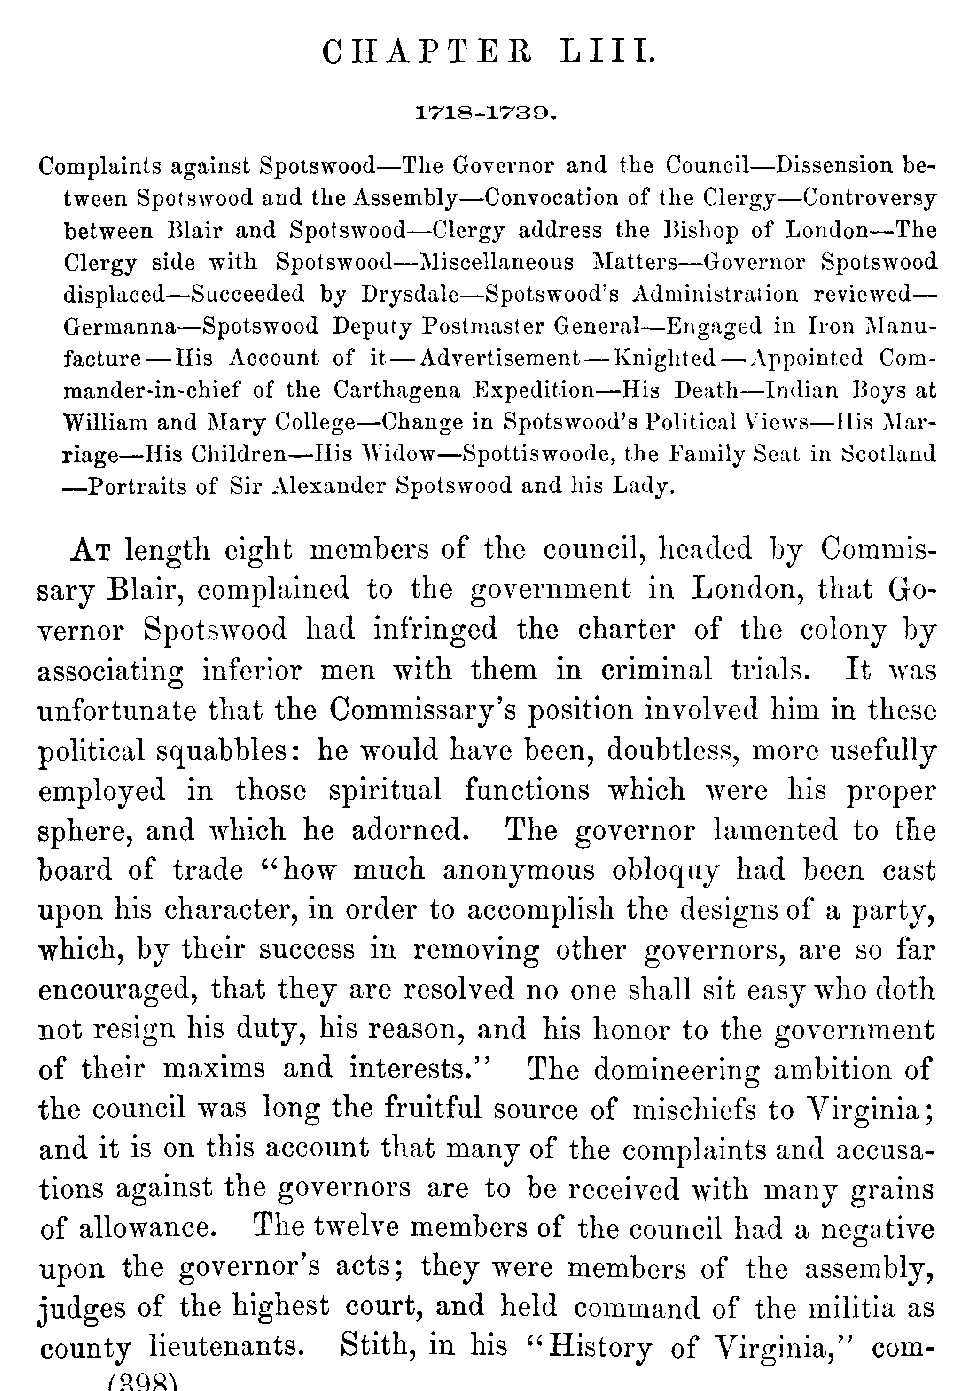 CHAPTER LIII.
1718-1739.
Complaints against Spotswood—The Governor and the Council—Dissension be-
tween Spotswood and the Assembly—Convocation of the Clergy—Controversy
between Blair and Spotswood—Clergy address the Bishop of London—The
Clergy side with Spotswood—Miscellaneous Matters—Governor Spotswood
displaced—Succeeded by Drysdale—Spotswood's Administration reviewed—
Germanna—Spotswood Deputy Postmaster General—Engaged in Iron Manu-
facture—His Account of it—Advertisement—Knighted—Appointed Com-
mander-in-chief of the Carthagena Expedition—His Death—Indian Boys at
William and Mary College—Change in Spotswood's Political Views—His Mar-
riage—His Children—His Widow—Spottiswoode, the Family Seat in Scotland
—Portraits of Sir Alexander Spotswood and his Lady.
At length eight members of the council, headed by Commis-
sary Blair, complained to the government in London, that Go-
vernor Spotswood had infringed the charter of the colony by
associating inferior men with them in criminal trials. It was
unfortunate that the Commissary's position involved him in these
political squabbles: he would have been, doubtless, more usefully
employed in those spiritual functions which were his proper
sphere, and which he adorned. The governor lamented to the
board of trade "how much anonymous obloquy had been cast
upon his character, in order to accomplish the designs of a party,
which, by their success in removing other governors, are so far
encouraged, that they are resolved no one shall sit easy who doth
not resign his duty, his reason, and his honor to the government
of their maxims and interests." The domineering ambition of
the council was long the fruitful source of mischiefs to Virginia;
and it is on this account that many of the complaints and accusa-
tions against the governors are to be received with many grains
of allowance. The twelve members of the council had a negative
upon the governor's acts; they were members of the assembly,
judges of the highest court, and held command of the militia as
county lieutenants. Stith, in his "History of Virginia," com-
(398)